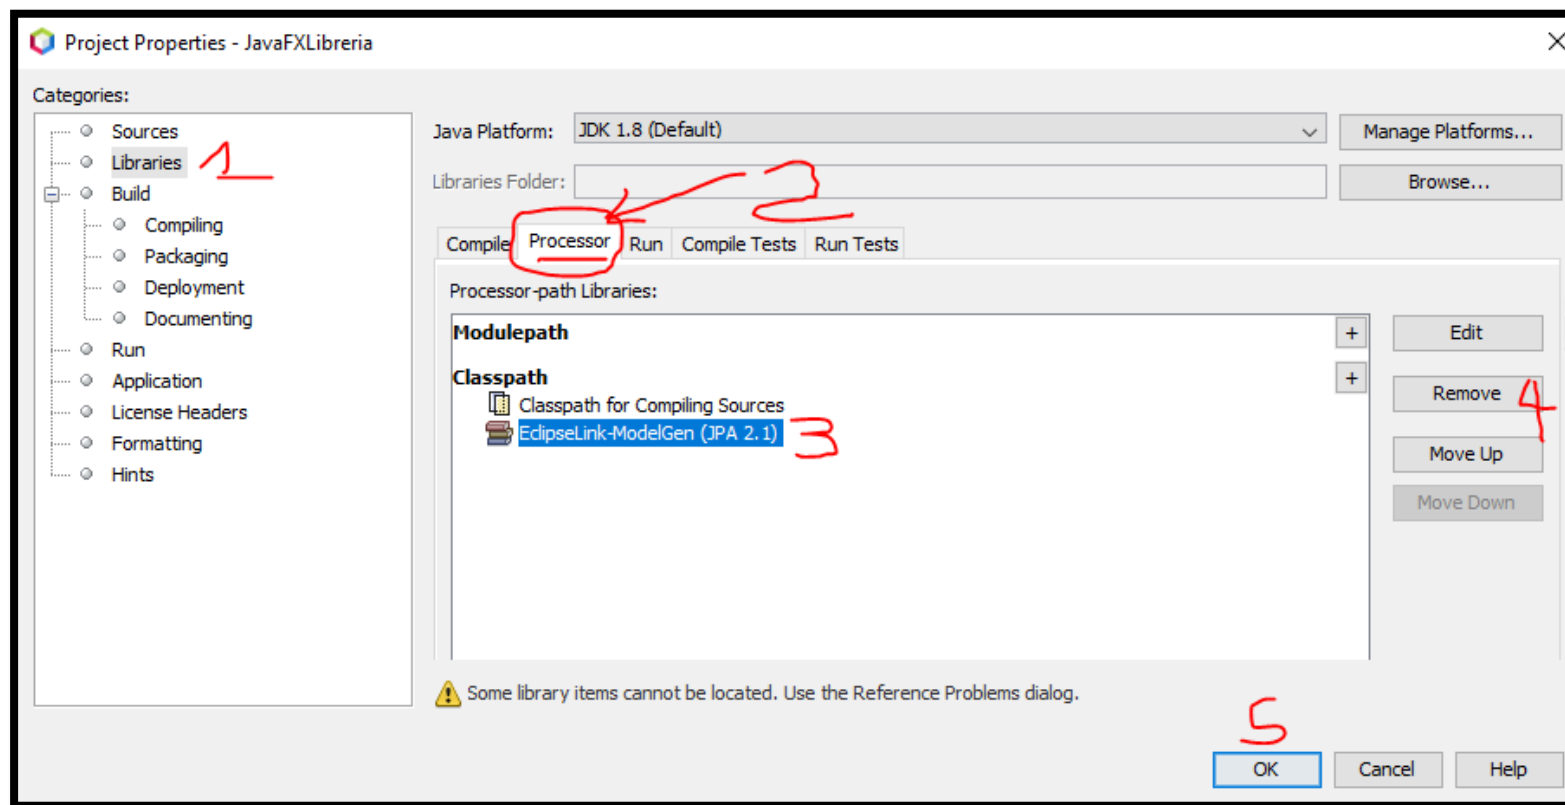 Project Properties - JavaFXLibreria
Categories:
Sources
Libraries 1
Build
Compiling
Packaging
Deployment
Documenting
Run
Application
License Headers
Formatting
Hints
Java Platform: JDK 1.8 (Default) Manage Platforms...
Libraries Folder: Browse...
2
Compile Processor Run Compile Tests Run Tests
Processor-path Libraries:
Modulepath + Edit
Classpath + Remove 4
Classpath for Compiling Sources
EclipseLink-ModelGen (JPA 2.1) 3
Move Up
Move Down
Some library items cannot be located. Use the Reference Problems dialog.
5
OK Cancel Help